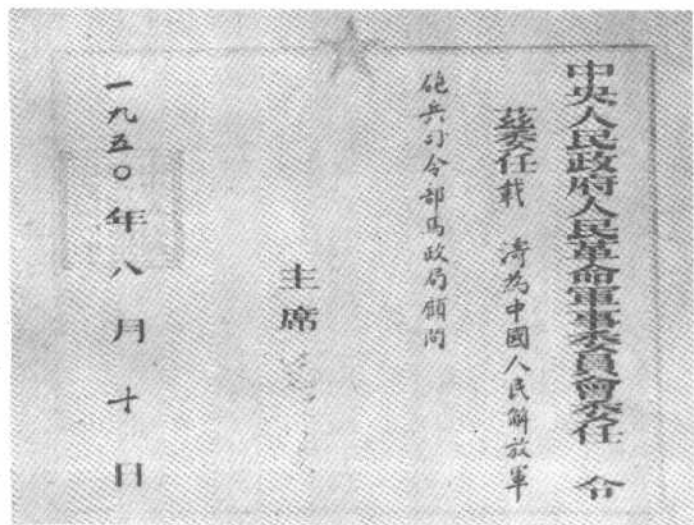 中央人民政府人民革命軍事委員會委任 令
茲委任載 濤為中國人民解放軍
砲兵司令部馬政局顧問
主席
一九五〇年八月十日